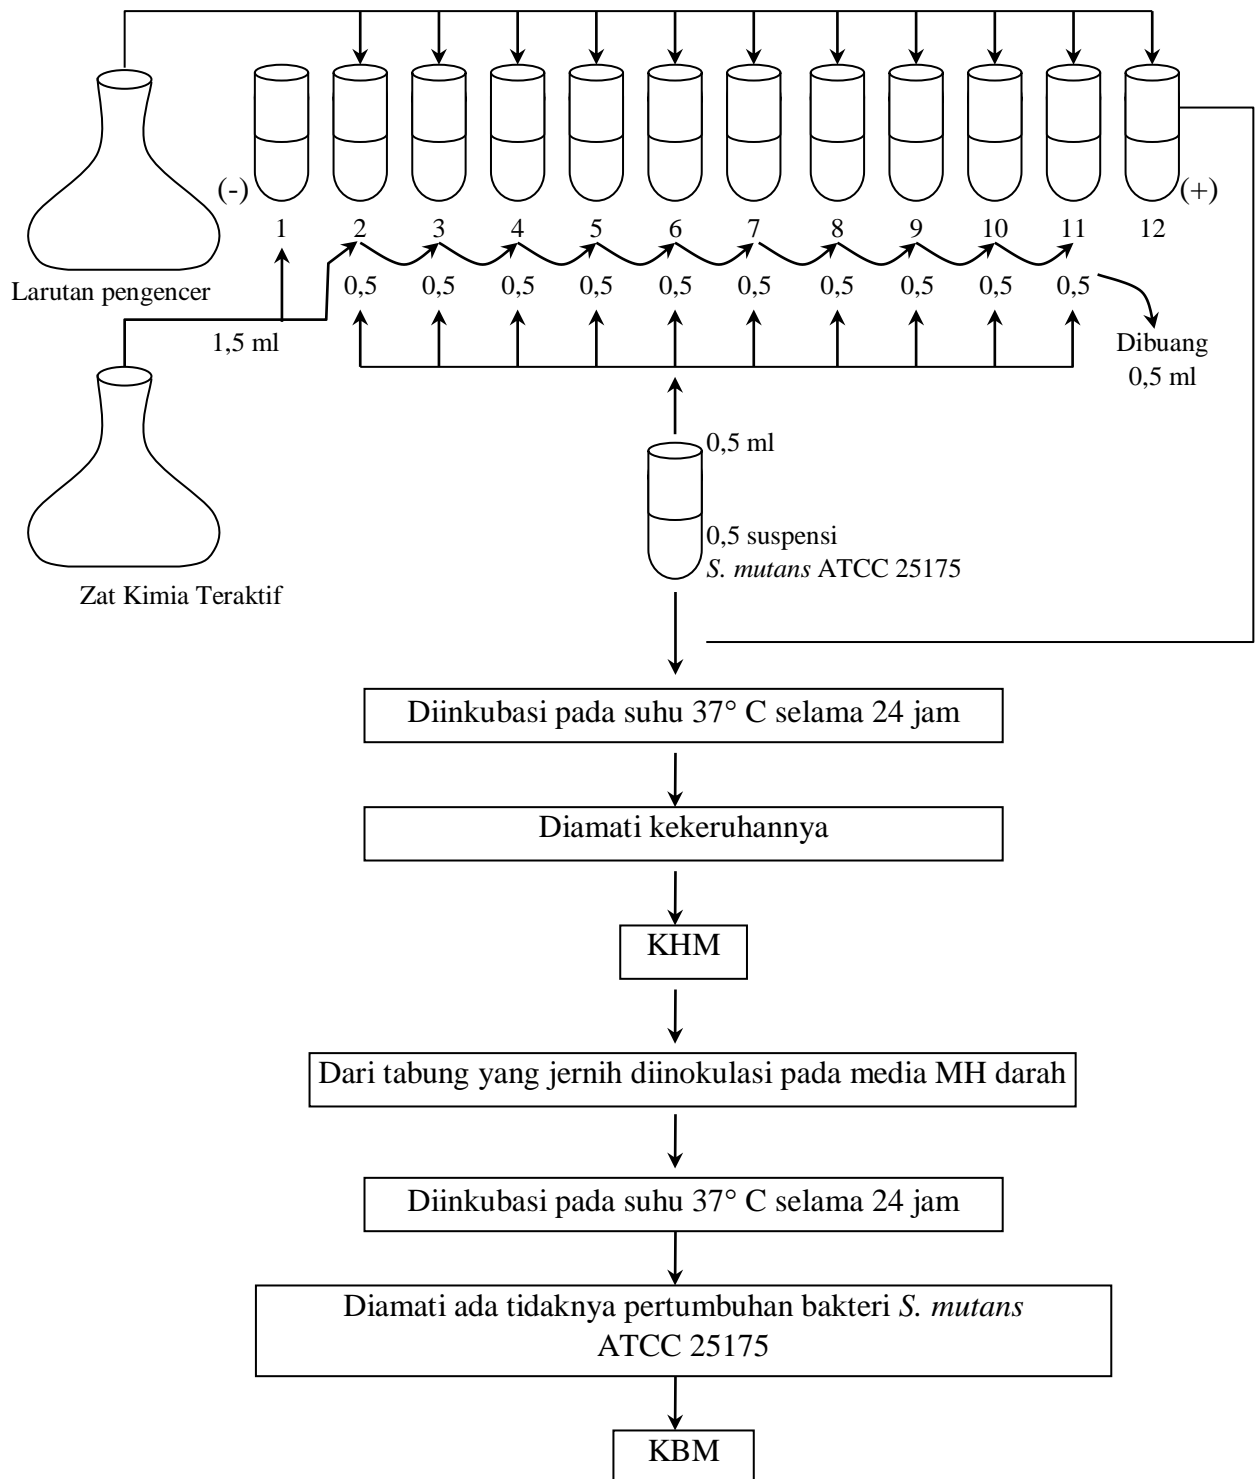 (-)
(+)
1 2 3 4 5 6 7 8 9 10 11 12
Larutan pengencer
0,5 0,5 0,5 0,5 0,5 0,5 0,5 0,5 0,5 0,5
1,5 ml
Dibuang
0,5 ml
0,5 ml
0,5 suspensi
S. mutans ATCC 25175
Zat Kimia Teraktif
Diinkubasi pada suhu 37° C selama 24 jam
Diamati kekeruhannya
KHM
Dari tabung yang jernih diinokulasi pada media MH darah
Diinkubasi pada suhu 37° C selama 24 jam
Diamati ada tidaknya pertumbuhan bakteri S. mutans
ATCC 25175
KBM